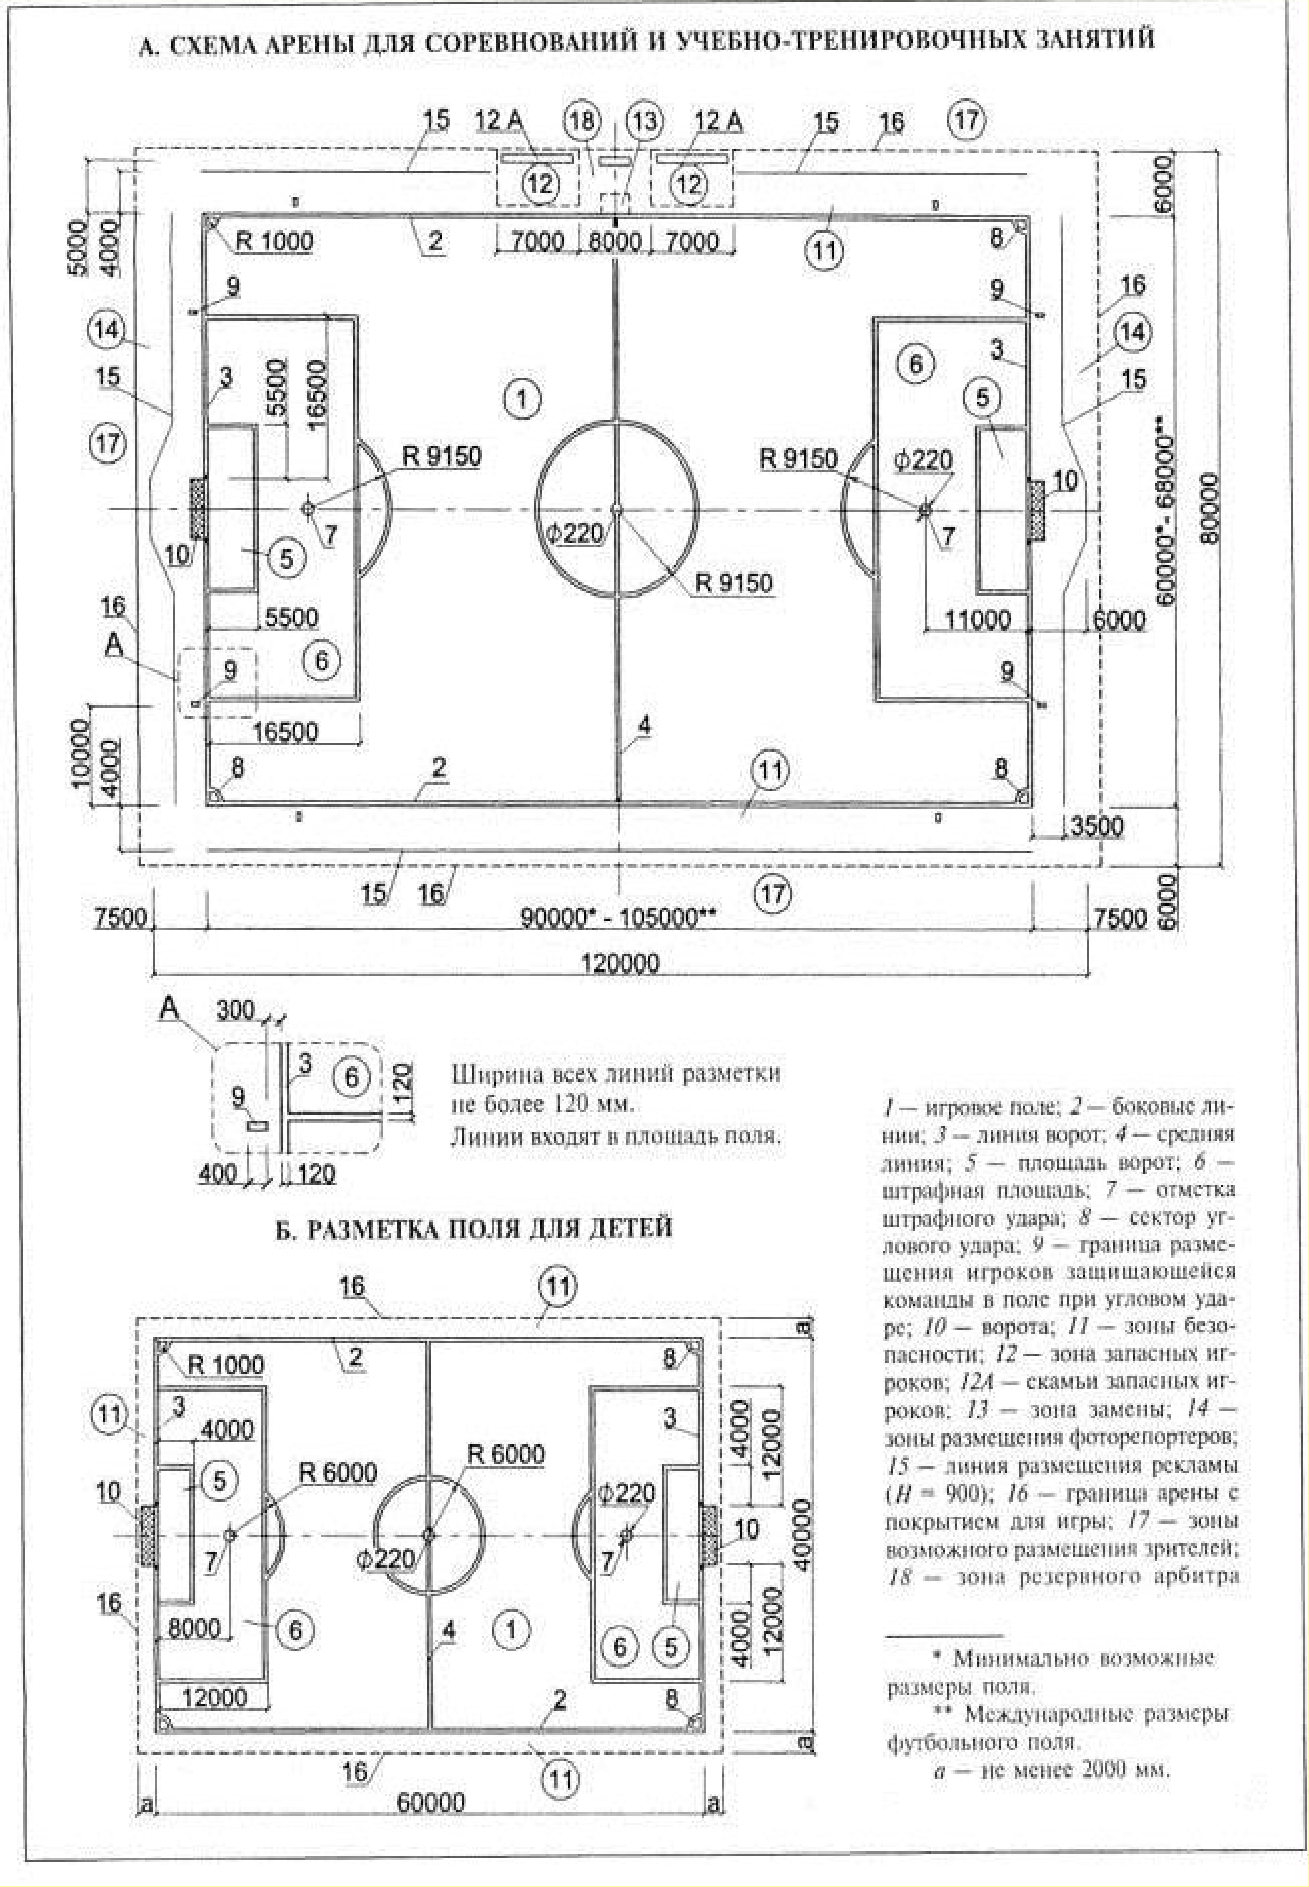 А. СХЕМА АРЕНЫ ДЛЯ СОРЕВНОВАНИЙ И УЧЕБНО-ТРЕНИРОВОЧНЫХ ЗАНЯТИЙ
15 12 А 18 13 12 А 15 16 17
12 12
6000
5000 4000
R 1000 2 7000 8000 7000 11 8
9 9 16
14 14
3 5500 16500 1 6 3
15 5 15
17
R 9150 R 9150 ϕ220 10
60000*- 68000** 80000
7 ϕ220 7
10 5 R 9150
16 5500 11000 6000
А 6 9 9
16500 4
10000 4000
8 2 11 8
3500
15 16 17
7500 90000* - 105000** 7500 6000
120000
А 300
3 6 120
9
400 120
Ширина всех линий разметки
не более 120 мм.
Линии входят в площадь поля.
Б. РАЗМЕТКА ПОЛЯ ДЛЯ ДЕТЕЙ
16 11
а
R 1000 2 8
11 3 4000 3 4000 12000
5 R 6000 R 6000
10 ϕ220 10
7 ϕ220 7 40000
16 8000 6 4 1 6 5 4000 12000
12000 2 8
а
16 11
а 60000 а
1 — игровое поле; 2 — боковые ли-
нии; 3 — линия ворот; 4 — средняя
линия; 5 — площадь ворот; 6 —
штрафная площадь; 7 — отметка
штрафного удара; 8 — сектор уг-
лового удара; 9 — граница разме-
щения игроков защищающейся
команды в поле при угловом уда-
ре; 10 — ворота; 11 — зоны безо-
пасности; 12 — зона запасных иг-
роков; 12А — скамьи запасных иг-
роков; 13 — зона замены; 14 —
зоны размещения фоторепортеров;
15 — линия размещения рекламы
(Н = 900); 16 — граница арены с
покрытием для игры; 17 — зоны
возможного размещения зрителей;
18 — зона резервного арбитра
* Минимально возможные
размеры поля.
** Международные размеры
футбольного поля.
а — не менее 2000 мм.